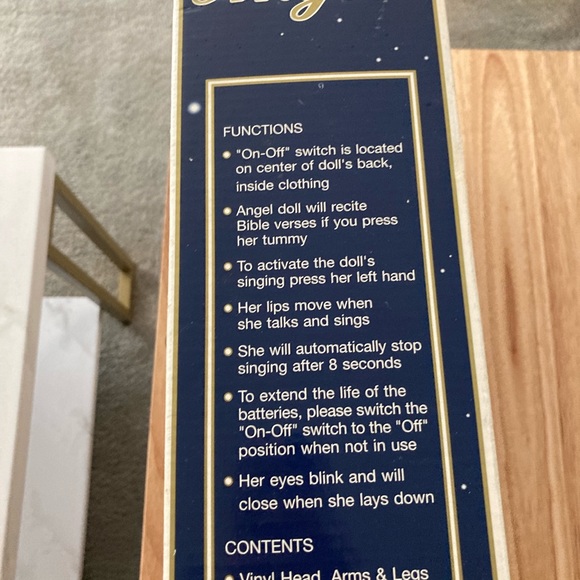 FUNCTIONS
• "On-Off" switch is located
on center of doll's back,
inside clothing
• Angel doll will recite
Bible verses if you press
her tummy
• To activate the doll's
singing press her left hand
• Her lips move when
she talks and sings
• She will automatically stop
singing after 8 seconds
• To extend the life of the
batteries, please switch the
"On-Off" switch to the "Off"
position when not in use
• Her eyes blink and will
close when she lays down
CONTENTS
• Vinyl Head, Arms & Legs